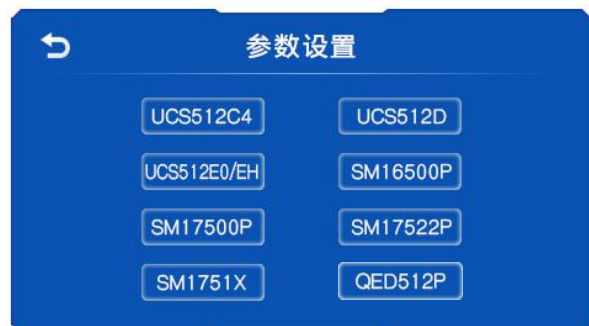 参数设置
UCS512C4
UCS512D
UCS512E0/EH
SM16500P
SM17500P
SM17522P
SM1751X
QED512P